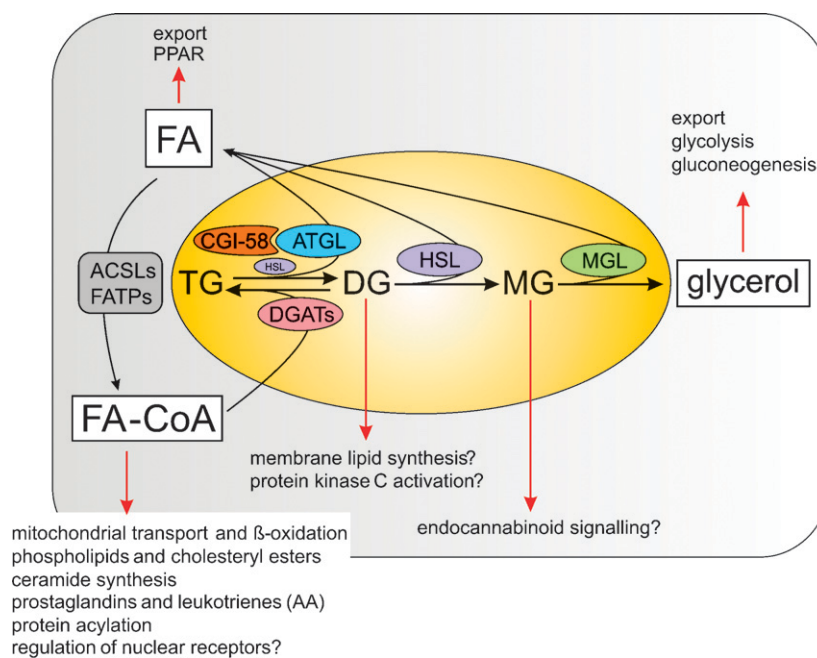 export
PPAR
FA
export
glycolysis
gluconeogenesis
CGI-58
ATGL
HSL
HSL
MGL
ACSLs
FATPs
TG
DG
MG
glycerol
DGATs
FA-CoA
membrane lipid synthesis?
protein kinase C activation?
endocannabinoid signalling?
mitochondrial transport and ß-oxidation
phospholipids and cholesteryl esters
ceramide synthesis
prostaglandins and leukotrienes (AA)
protein acylation
regulation of nuclear receptors?